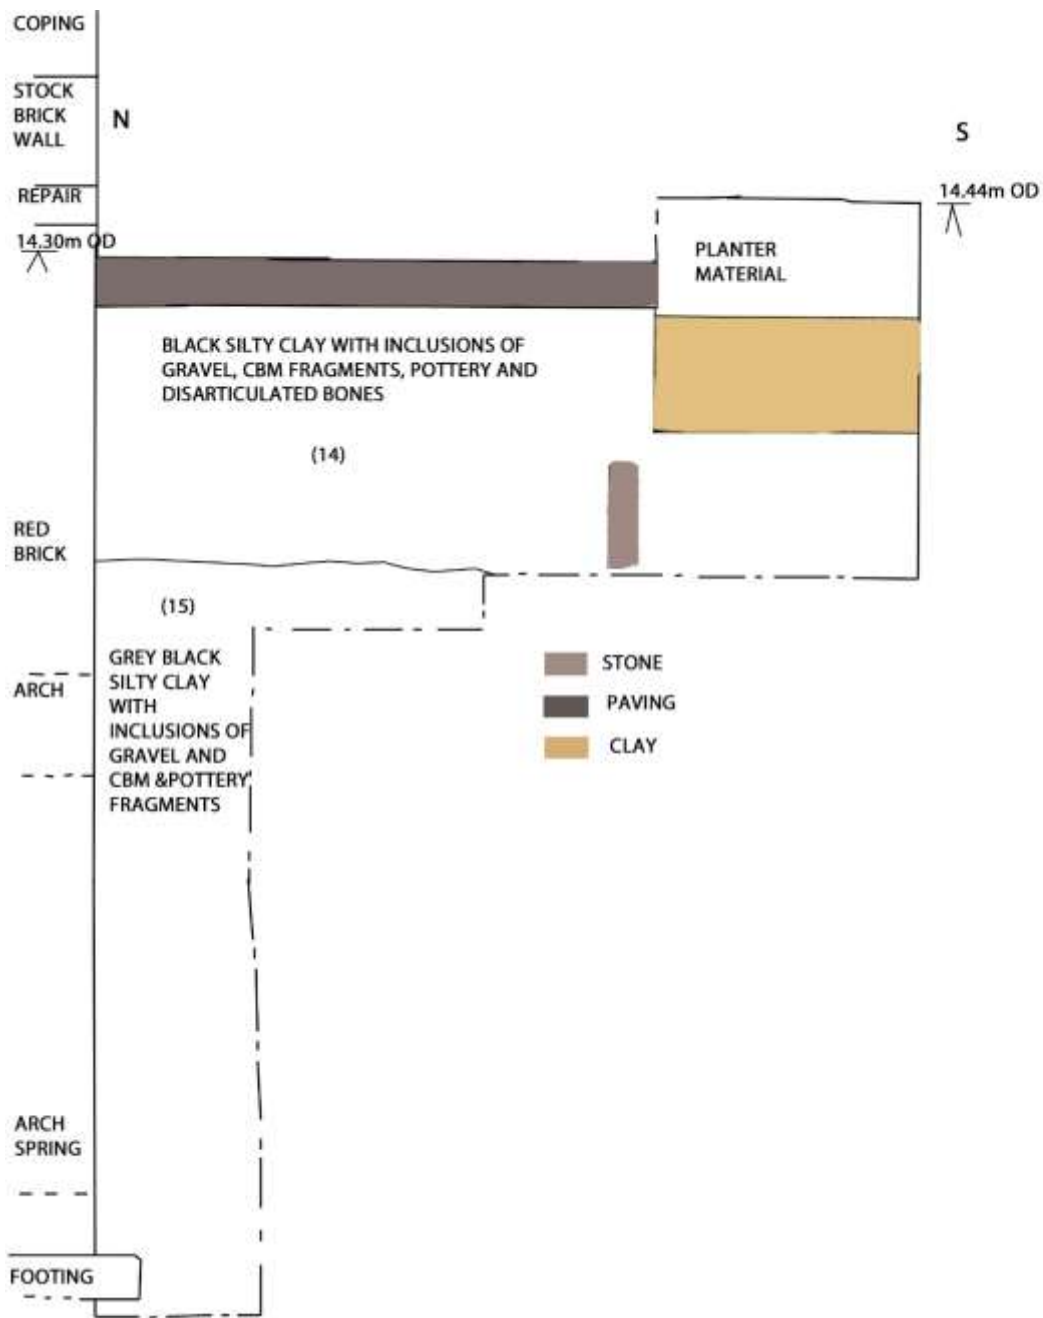 COPING
STOCK
BRICK
WALL
N
S
REPAIR
14.44m OD
14.30m OD
PLANTER
MATERIAL
BLACK SILTY CLAY WITH INCLUSIONS OF
GRAVEL, CBM FRAGMENTS, POTTERY AND
DISARTICULATED BONES
(14)
RED
BRICK
(15)
GREY BLACK
SILTY CLAY
WITH
INCLUSIONS OF
GRAVEL AND
CBM &POTTERY
FRAGMENTS
ARCH
STONE
PAVING
CLAY
ARCH
SPRING
FOOTING